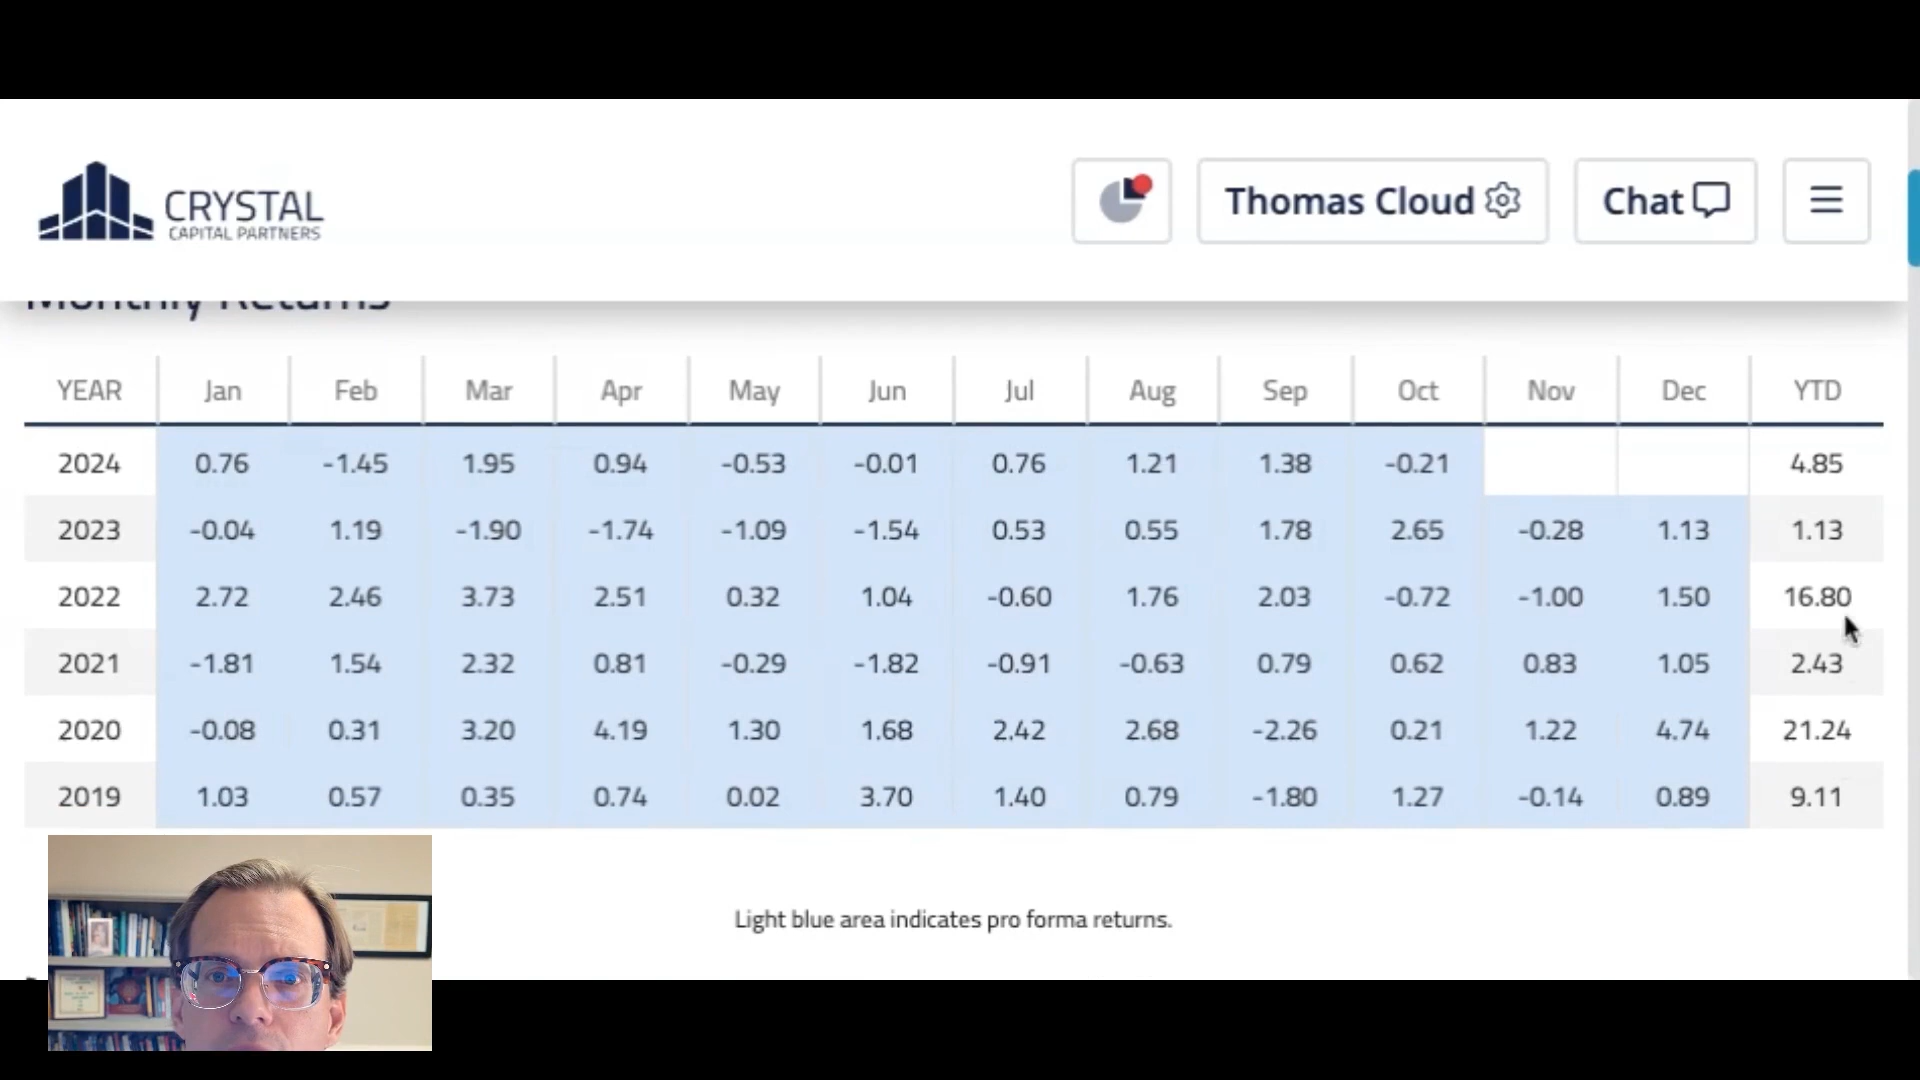 CRYSTAL
CAPITAL PARTNERS
Thomas Cloud
Chat
Monthly Returns
YEAR Jan Feb Mar Apr May Jun Jul Aug Sep Oct Nov Dec YTD
2024 0.76 -1.45 1.95 0.94 -0.53 -0.01 0.76 1.21 1.38 -0.21 4.85
2023 -0.04 1.19 -1.90 -1.74 -1.09 -1.54 0.53 0.55 1.78 2.65 -0.28 1.13 1.13
2022 2.72 2.46 3.73 2.51 0.32 1.04 -0.60 1.76 2.03 -0.72 -1.00 1.50 16.80
2021 -1.81 1.54 2.32 0.81 -0.29 -1.82 -0.91 -0.63 0.79 0.62 0.83 1.05 2.43
2020 -0.08 0.31 3.20 4.19 1.30 1.68 2.42 2.68 -2.26 0.21 1.22 4.74 21.24
2019 1.03 0.57 0.35 0.74 0.02 3.70 1.40 0.79 -1.80 1.27 -0.14 0.89 9.11
Light blue area indicates pro forma returns.